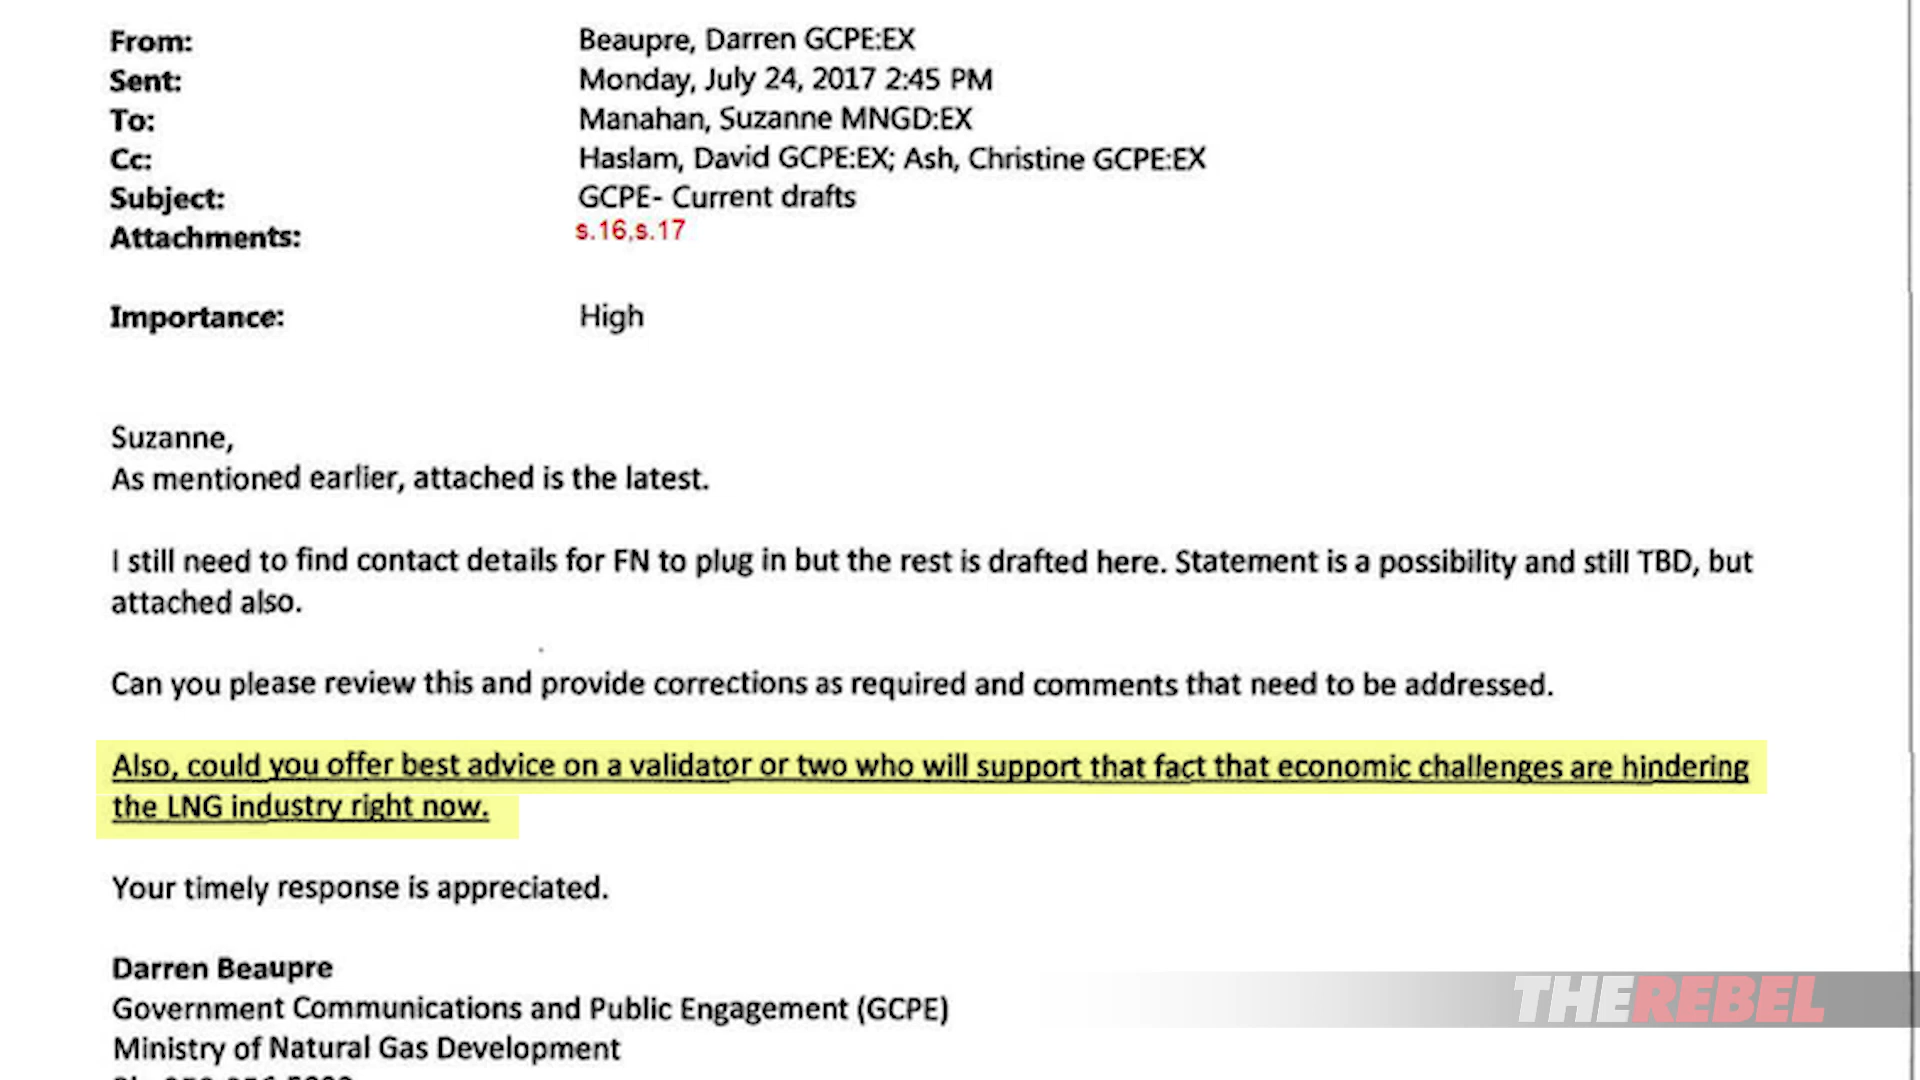 From: Beaupre, Darren GCPE:EX
Sent: Monday, July 24, 2017 2:45 PM
To: Manahan, Suzanne MNGD:EX
Cc: Haslam, David GCPE:EX; Ash, Christine GCPE:EX
Subject: GCPE- Current drafts
Attachments: s.16,s.17
Importance: High
Suzanne,
As mentioned earlier, attached is the latest.
I still need to find contact details for FN to plug in but the rest is drafted here. Statement is a possibility and still TBD, but
attached also.
Can you please review this and provide corrections as required and comments that need to be addressed.
Also, could you offer best advice on a validator or two who will support that fact that economic challenges are hindering
the LNG industry right now.
Your timely response is appreciated.
Darren Beaupre
Government Communications and Public Engagement (GCPE)
Ministry of Natural Gas Development
THE REBEL